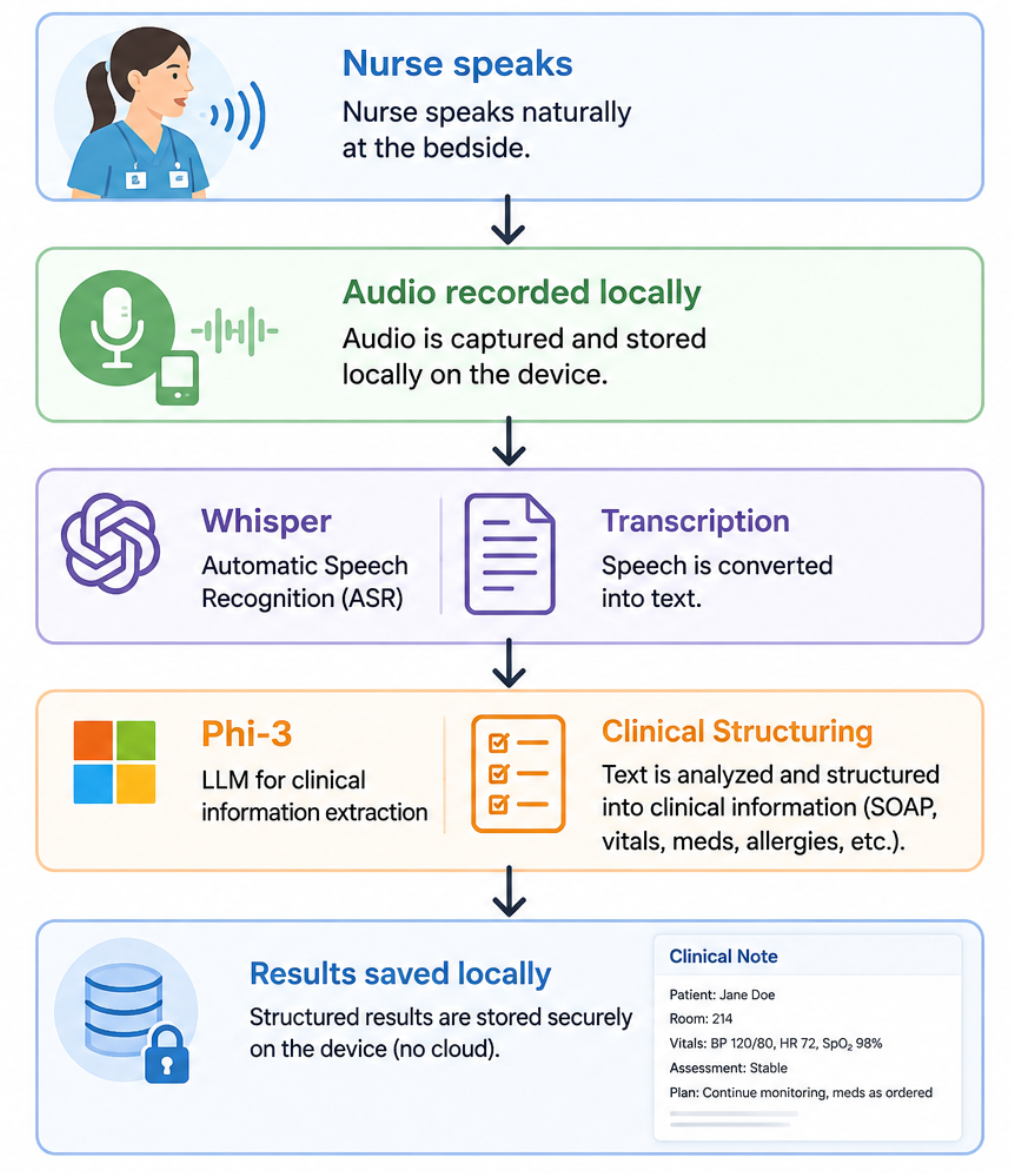 Nurse speaks
Nurse speaks naturally
at the bedside.
Audio recorded locally
Audio is captured and stored
locally on the device.
Whisper
Automatic Speech
Recognition (ASR)
Transcription
Speech is converted
into text.
Phi-3
LLM for clinical
information extraction
Clinical Structuring
Text is analyzed and structured
into clinical information (SOAP,
vitals, meds, allergies, etc.).
Results saved locally
Structured results are stored securely
on the device (no cloud).
Clinical Note
Patient: Jane Doe
Room: 214
Vitals: BP 120/80, HR 72, SpO₂ 98%
Assessment: Stable
Plan: Continue monitoring, meds as ordered